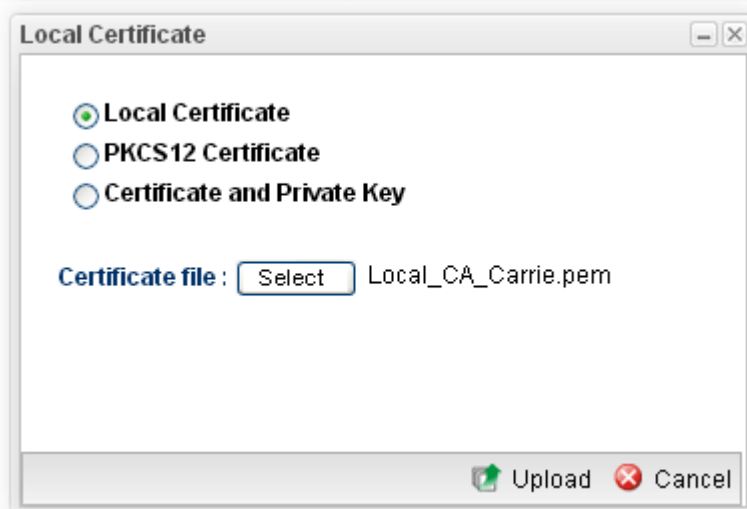 Local Certificate
Local Certificate
PKCS12 Certificate
Certificate and Private Key
Certificate file : Select Local_CA_Carrie.pem
Upload Cancel